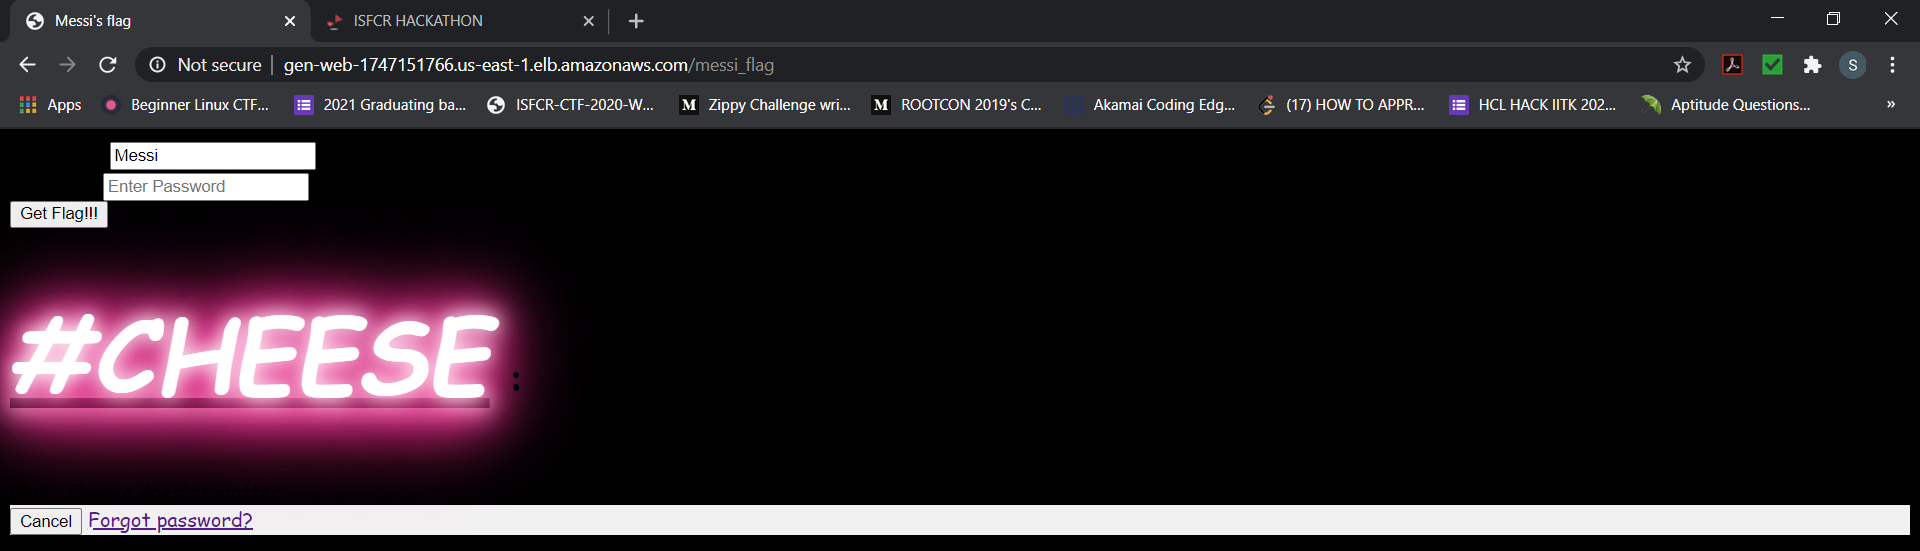 Messi's flag
ISFCR HACKATHON
Not secure gen-web-1747151766.us-east-1.elb.amazonaws.com/messi_flag
S
Apps Beginner Linux CTF... 2021 Graduating ba... ISFCR-CTF-2020-W... Zippy Challenge wri... ROOTCON 2019's C... Akamai Coding Edg... (17) HOW TO APPR... HCL HACK IITK 202... Aptitude Questions... »
Messi
Enter Password
Get Flag!!!
#CHEESE :
Cancel Forgot password?